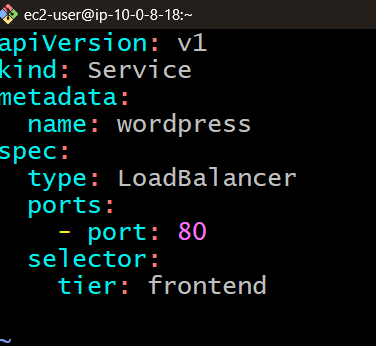 ec2-user@ip-10-0-8-18:~
apiVersion: v1
kind: Service
metadata:
  name: wordpress
spec:
  type: LoadBalancer
  ports:
    - port: 80
  selector:
    tier: frontend
~